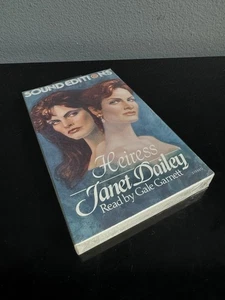 SOUND EDITIONS
Heiress
Janet Dailey
Read by Gale Garnett